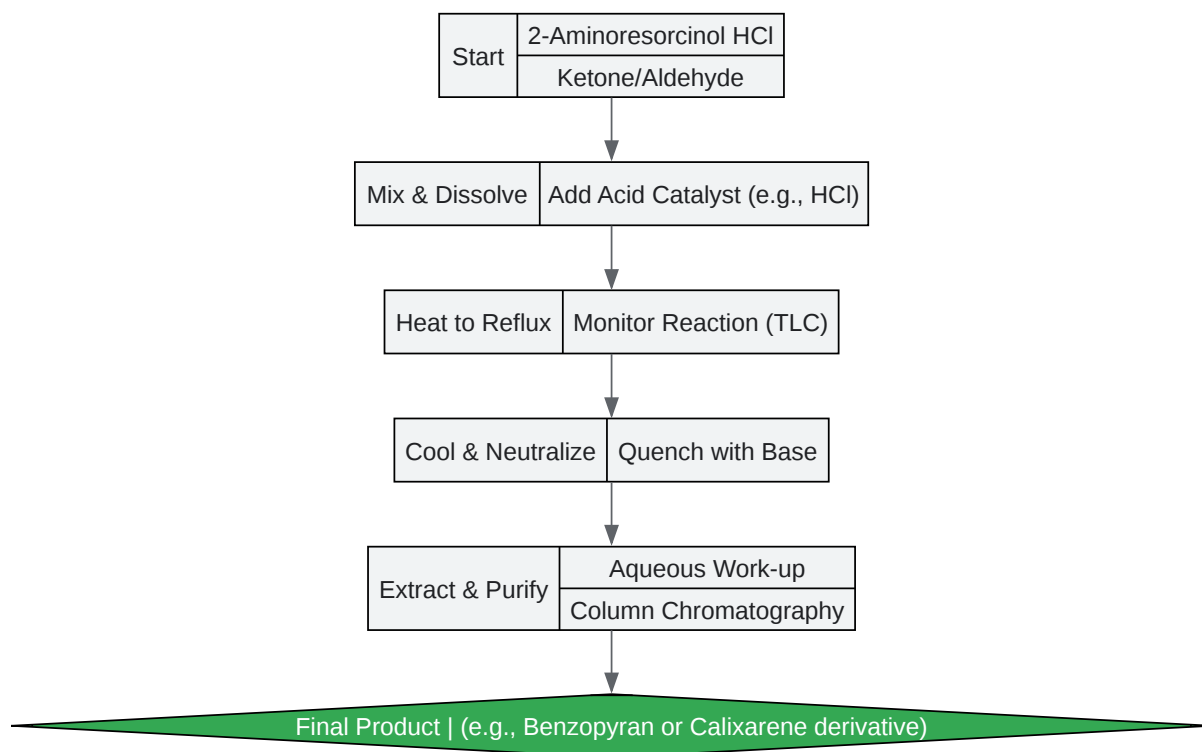 Start
2-Aminoresorcinol HCl
Ketone/Aldehyde
Mix & Dissolve
Add Acid Catalyst (e.g., HCl)
Heat to Reflux
Monitor Reaction (TLC)
Cool & Neutralize
Quench with Base
Extract & Purify
Aqueous Work-up
Column Chromatography
Final Product | (e.g., Benzopyran or Calixarene derivative)